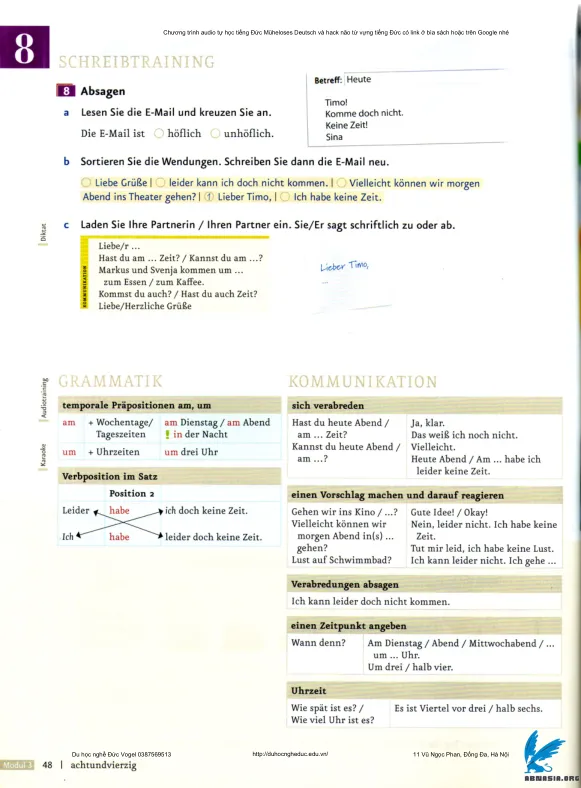 Chương trình audio tự học tiếng Đức Müheloses Deutsch và hack não từ vựng tiếng Đức có link ở bìa sách hoặc trên Google nhé
8
SCHREIBTRAINING
8 Absagen
a Lesen Sie die E-Mail und kreuzen Sie an.
Die E-Mail ist höflich unhöflich.
Betreff: Heute
Timo!
Komme doch nicht.
Keine Zeit!
Sina
b Sortieren Sie die Wendungen. Schreiben Sie dann die E-Mail neu.
Liebe Grüße | leider kann ich doch nicht kommen. | Vielleicht können wir morgen
Abend ins Theater gehen? | ① Lieber Timo, | Ich habe keine Zeit.
Diktat
c Laden Sie Ihre Partnerin / Ihren Partner ein. Sie/Er sagt schriftlich zu oder ab.
KOMMUNIKATION
Liebe/r ...
Hast du am ... Zeit? / Kannst du am ...?
Markus und Svenja kommen um ...
zum Essen / zum Kaffee.
Kommst du auch? / Hast du auch Zeit?
Liebe/Herzliche Grüße
Lieber Timo,
...
Audiotraining
Karaoke
GRAMMATIK
temporale Präpositionen am, um
am + Wochentage/ am Dienstag / am Abend
Tageszeiten ! in der Nacht
um + Uhrzeiten um drei Uhr
Verbposition im Satz
Position 2
Leider habe ich doch keine Zeit.
Ich habe leider doch keine Zeit.
KOMMUNIKATION
sich verabreden
Hast du heute Abend / Ja, klar.
am ... Zeit? Das weiß ich noch nicht.
Kannst du heute Abend / Vielleicht.
am ...? Heute Abend / Am ... habe ich
leider keine Zeit.
einen Vorschlag machen und darauf reagieren
Gehen wir ins Kino / ...? Gute Idee! / Okay!
Vielleicht können wir Nein, leider nicht. Ich habe keine
morgen Abend in(s) ... Zeit.
gehen? Tut mir leid, ich habe keine Lust.
Lust auf Schwimmbad? Ich kann leider nicht. Ich gehe ...
Verabredungen absagen
Ich kann leider doch nicht kommen.
einen Zeitpunkt angeben
Wann denn? Am Dienstag / Abend / Mittwochabend / ...
um ... Uhr.
Um drei / halb vier.
Uhrzeit
Wie spät ist es? / Es ist Viertel vor drei / halb sechs.
Wie viel Uhr ist es?
Du học nghề Đức Vogel 0387569513 http://duhocngheduc.edu.vn/ 11 Vũ Ngọc Phan, Đống Đa, Hà Nội
Modul 3 48 | achtundvierzig
ABNASIA.ORG